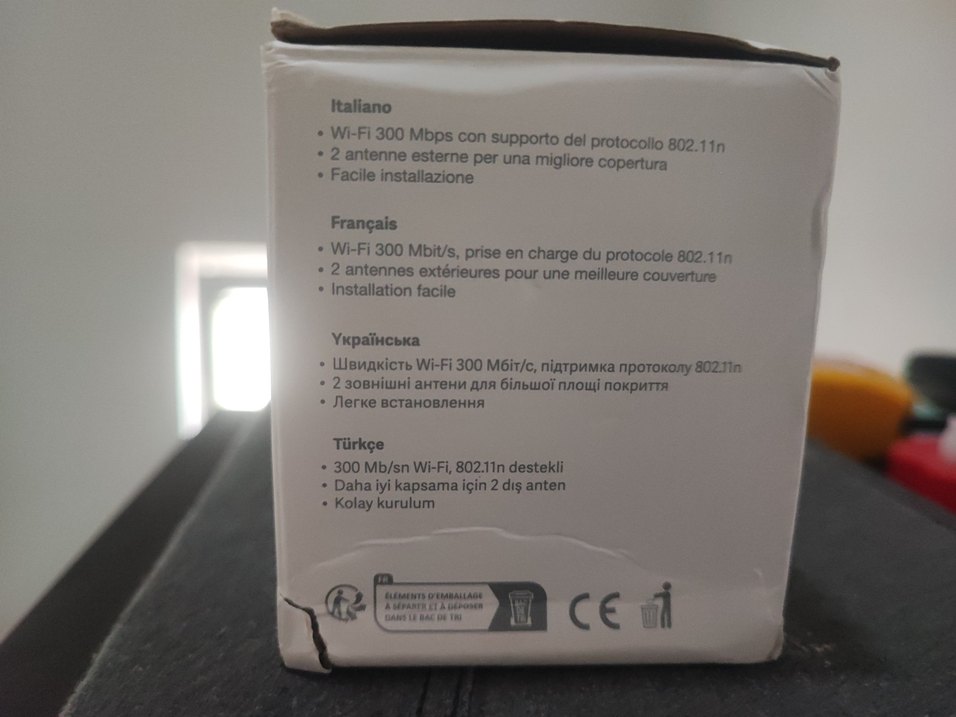 Italiano
• Wi-Fi 300 Mbps con supporto del protocollo 802.11n
• 2 antenne esterne per una migliore copertura
• Facile installazione
Français
• Wi-Fi 300 Mbit/s, prise en charge du protocole 802.11n
• 2 antennes extérieures pour une meilleure couverture
• Installation facile
Українська
• Швидкість Wi-Fi 300 Мбіт/с, підтримка протоколу 802.11n
• 2 зовнішні антени для більшої площі покриття
• Легке встановлення
Türkçe
• 300 Mb/sn Wi-Fi, 802.11n destekli
• Daha iyi kapsama için 2 dış anten
• Kolay kurulum
FR
ÉLÉMENTS D'EMBALLAGE
À SÉPARER ET À DÉPOSER
DANS LE BAC DE TRI
CE